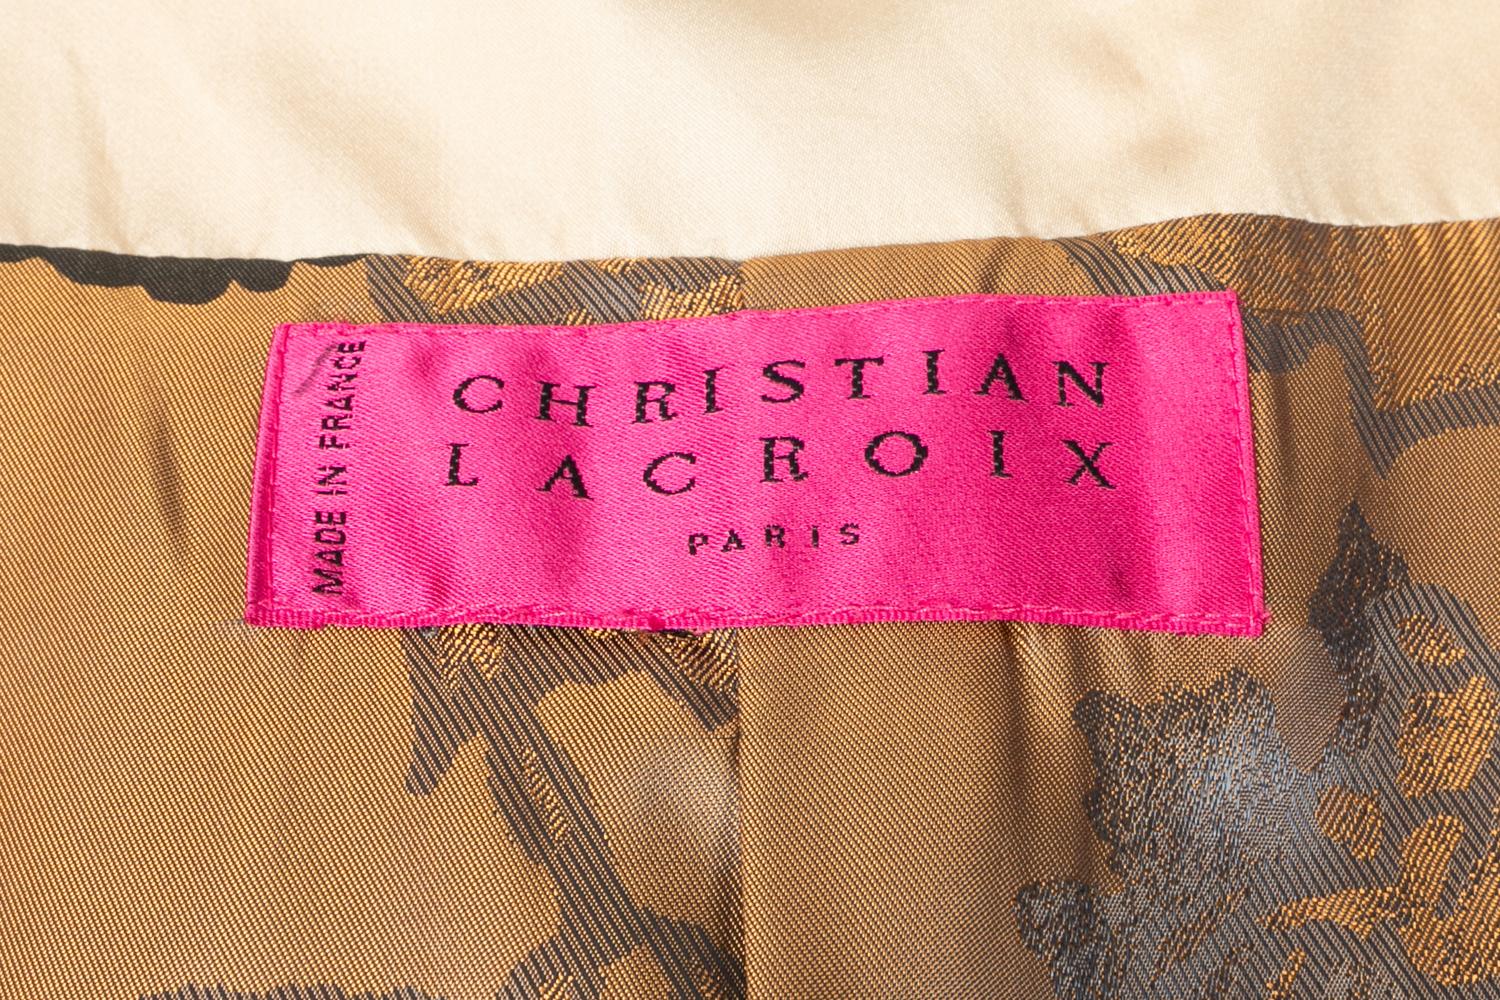 MADE IN FRANCE
CHRISTIAN
LACROIX
PARIS